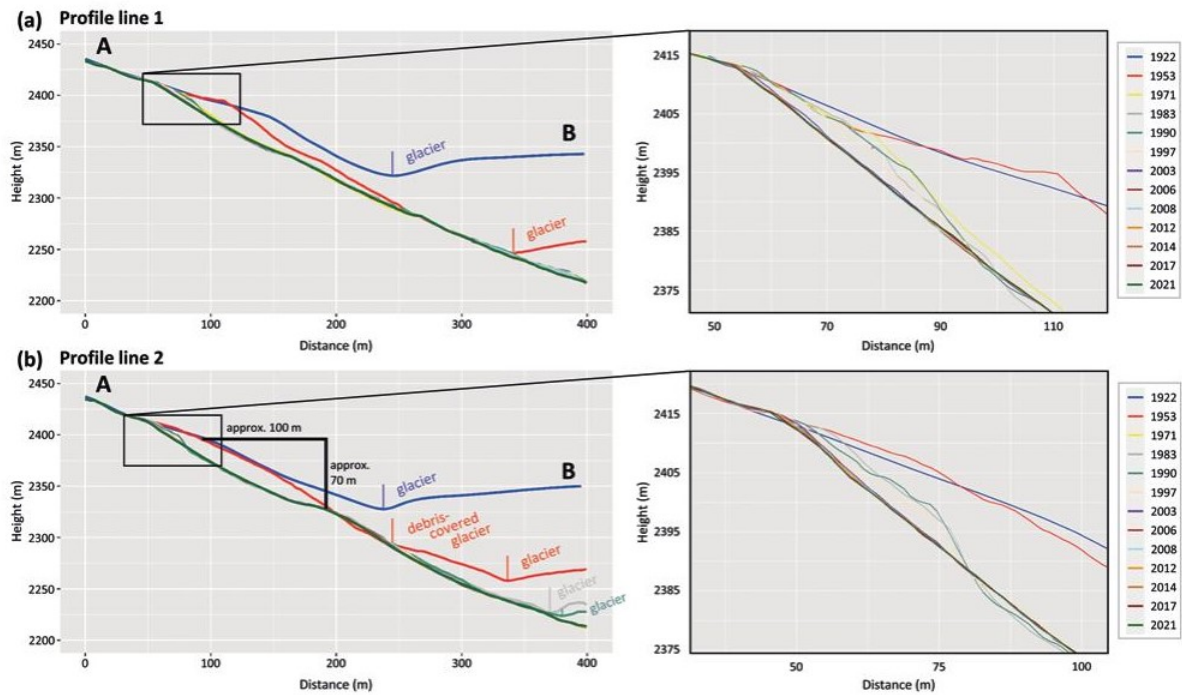 (a) Profile line 1
A
B
glacier
glacier
Height (m)
2450
2400
2350
2300
2250
2200
0 100 200 300 400
Distance (m)
Height (m)
2415
2405
2395
2385
2375
50 70 90 110
Distance (m)
1922
1953
1971
1983
1990
1997
2003
2006
2008
2012
2014
2017
2021
(b) Profile line 2
A
B
approx. 100 m
approx.
70 m
glacier
debris-
covered
glacier
glacier
glacier
glacier
Height (m)
2450
2400
2350
2300
2250
2200
0 100 200 300 400
Distance (m)
Height (m)
2415
2405
2395
2385
2375
50 75 100
Distance (m)
1922
1953
1971
1983
1990
1997
2003
2006
2008
2012
2014
2017
2021